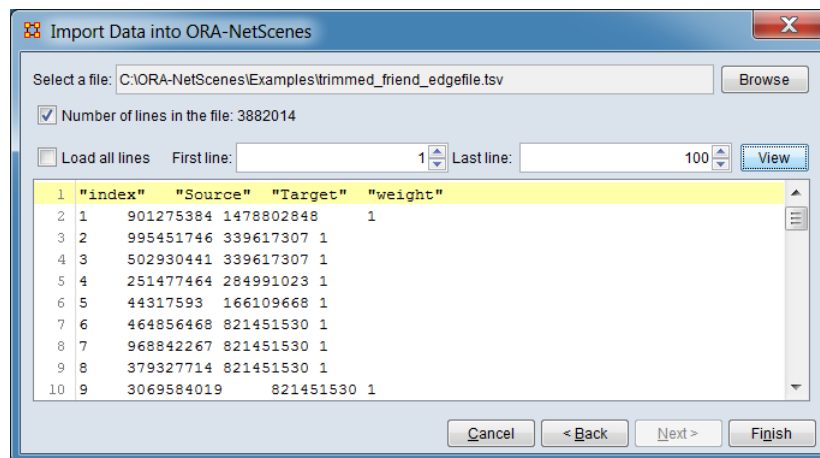 Import Data into ORA-NetScenes
X
Select a file: C:\ORA-NetScenes\Examples\trimmed_friend_edgefile.tsv Browse
Number of lines in the file: 3882014
Load all lines First line: 1 Last line: 100 View
1 "index" "Source" "Target" "weight"
2 1 901275384 1478802848 1
3 2 995451746 339617307 1
4 3 502930441 339617307 1
5 4 251477464 284991023 1
6 5 44317593 166109668 1
7 6 464856468 821451530 1
8 7 968842267 821451530 1
9 8 379327714 821451530 1
10 9 3069584019 821451530 1
Cancel < Back Next > Finish